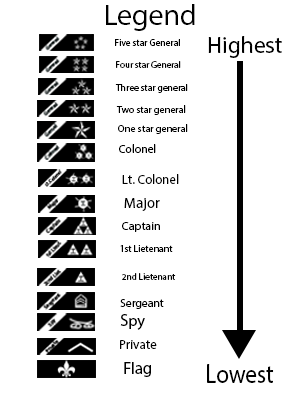 Legend
Highest
Five star General
Four star General
Three star general
Two star general
One star general
Colonel
Lt. Colonel
Major
Captain
1st Lietenant
2nd Lietenant
Sergeant
Spy
Private
Flag
Lowest